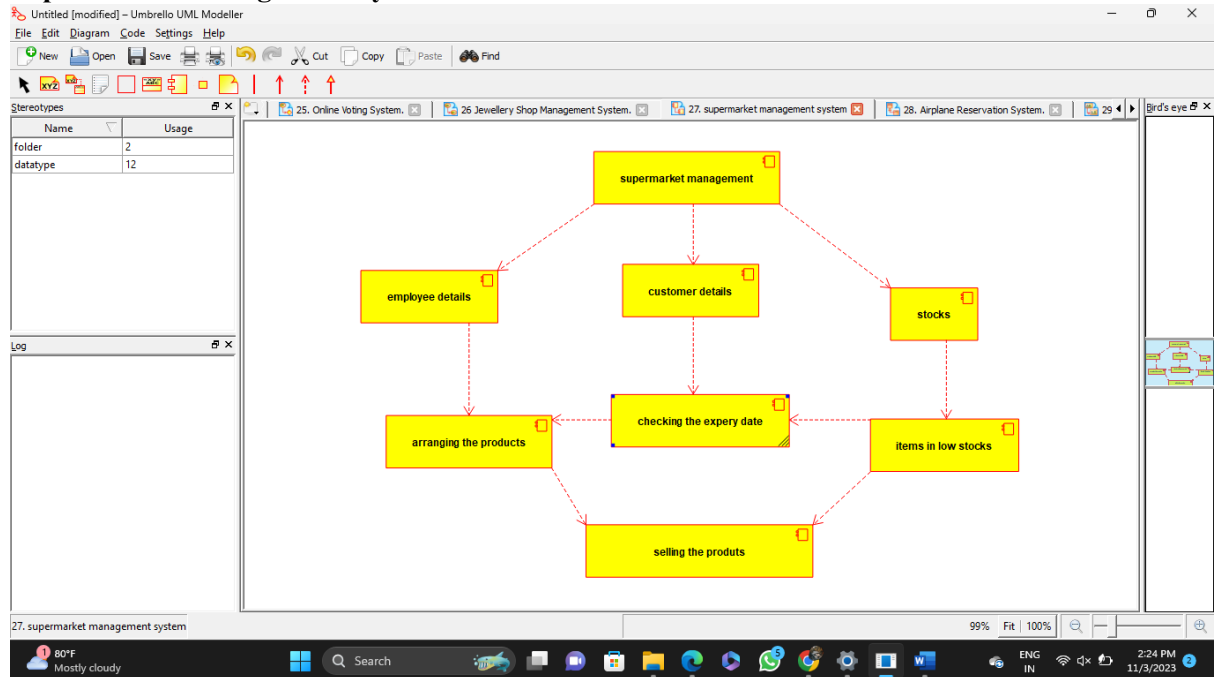 Untitled [modified] – Umbrello UML Modeller
File Edit Diagram Code Settings Help
New Open Save Cut Copy Paste Find
XYZ
Stereotypes
25. Online Voting System. 26 Jewellery Shop Management System. 27. supermarket management system 28. Airplane Reservation System. 29
Bird's eye
Name Usage
folder 2
datatype 12
Log
supermarket management
employee details
customer details
stocks
arranging the products
checking the expery date
items in low stocks
selling the produts
27. supermarket management system
99% Fit 100%
1
80°F
Mostly cloudy
Search
ENG
IN
2:24 PM
11/3/2023
2